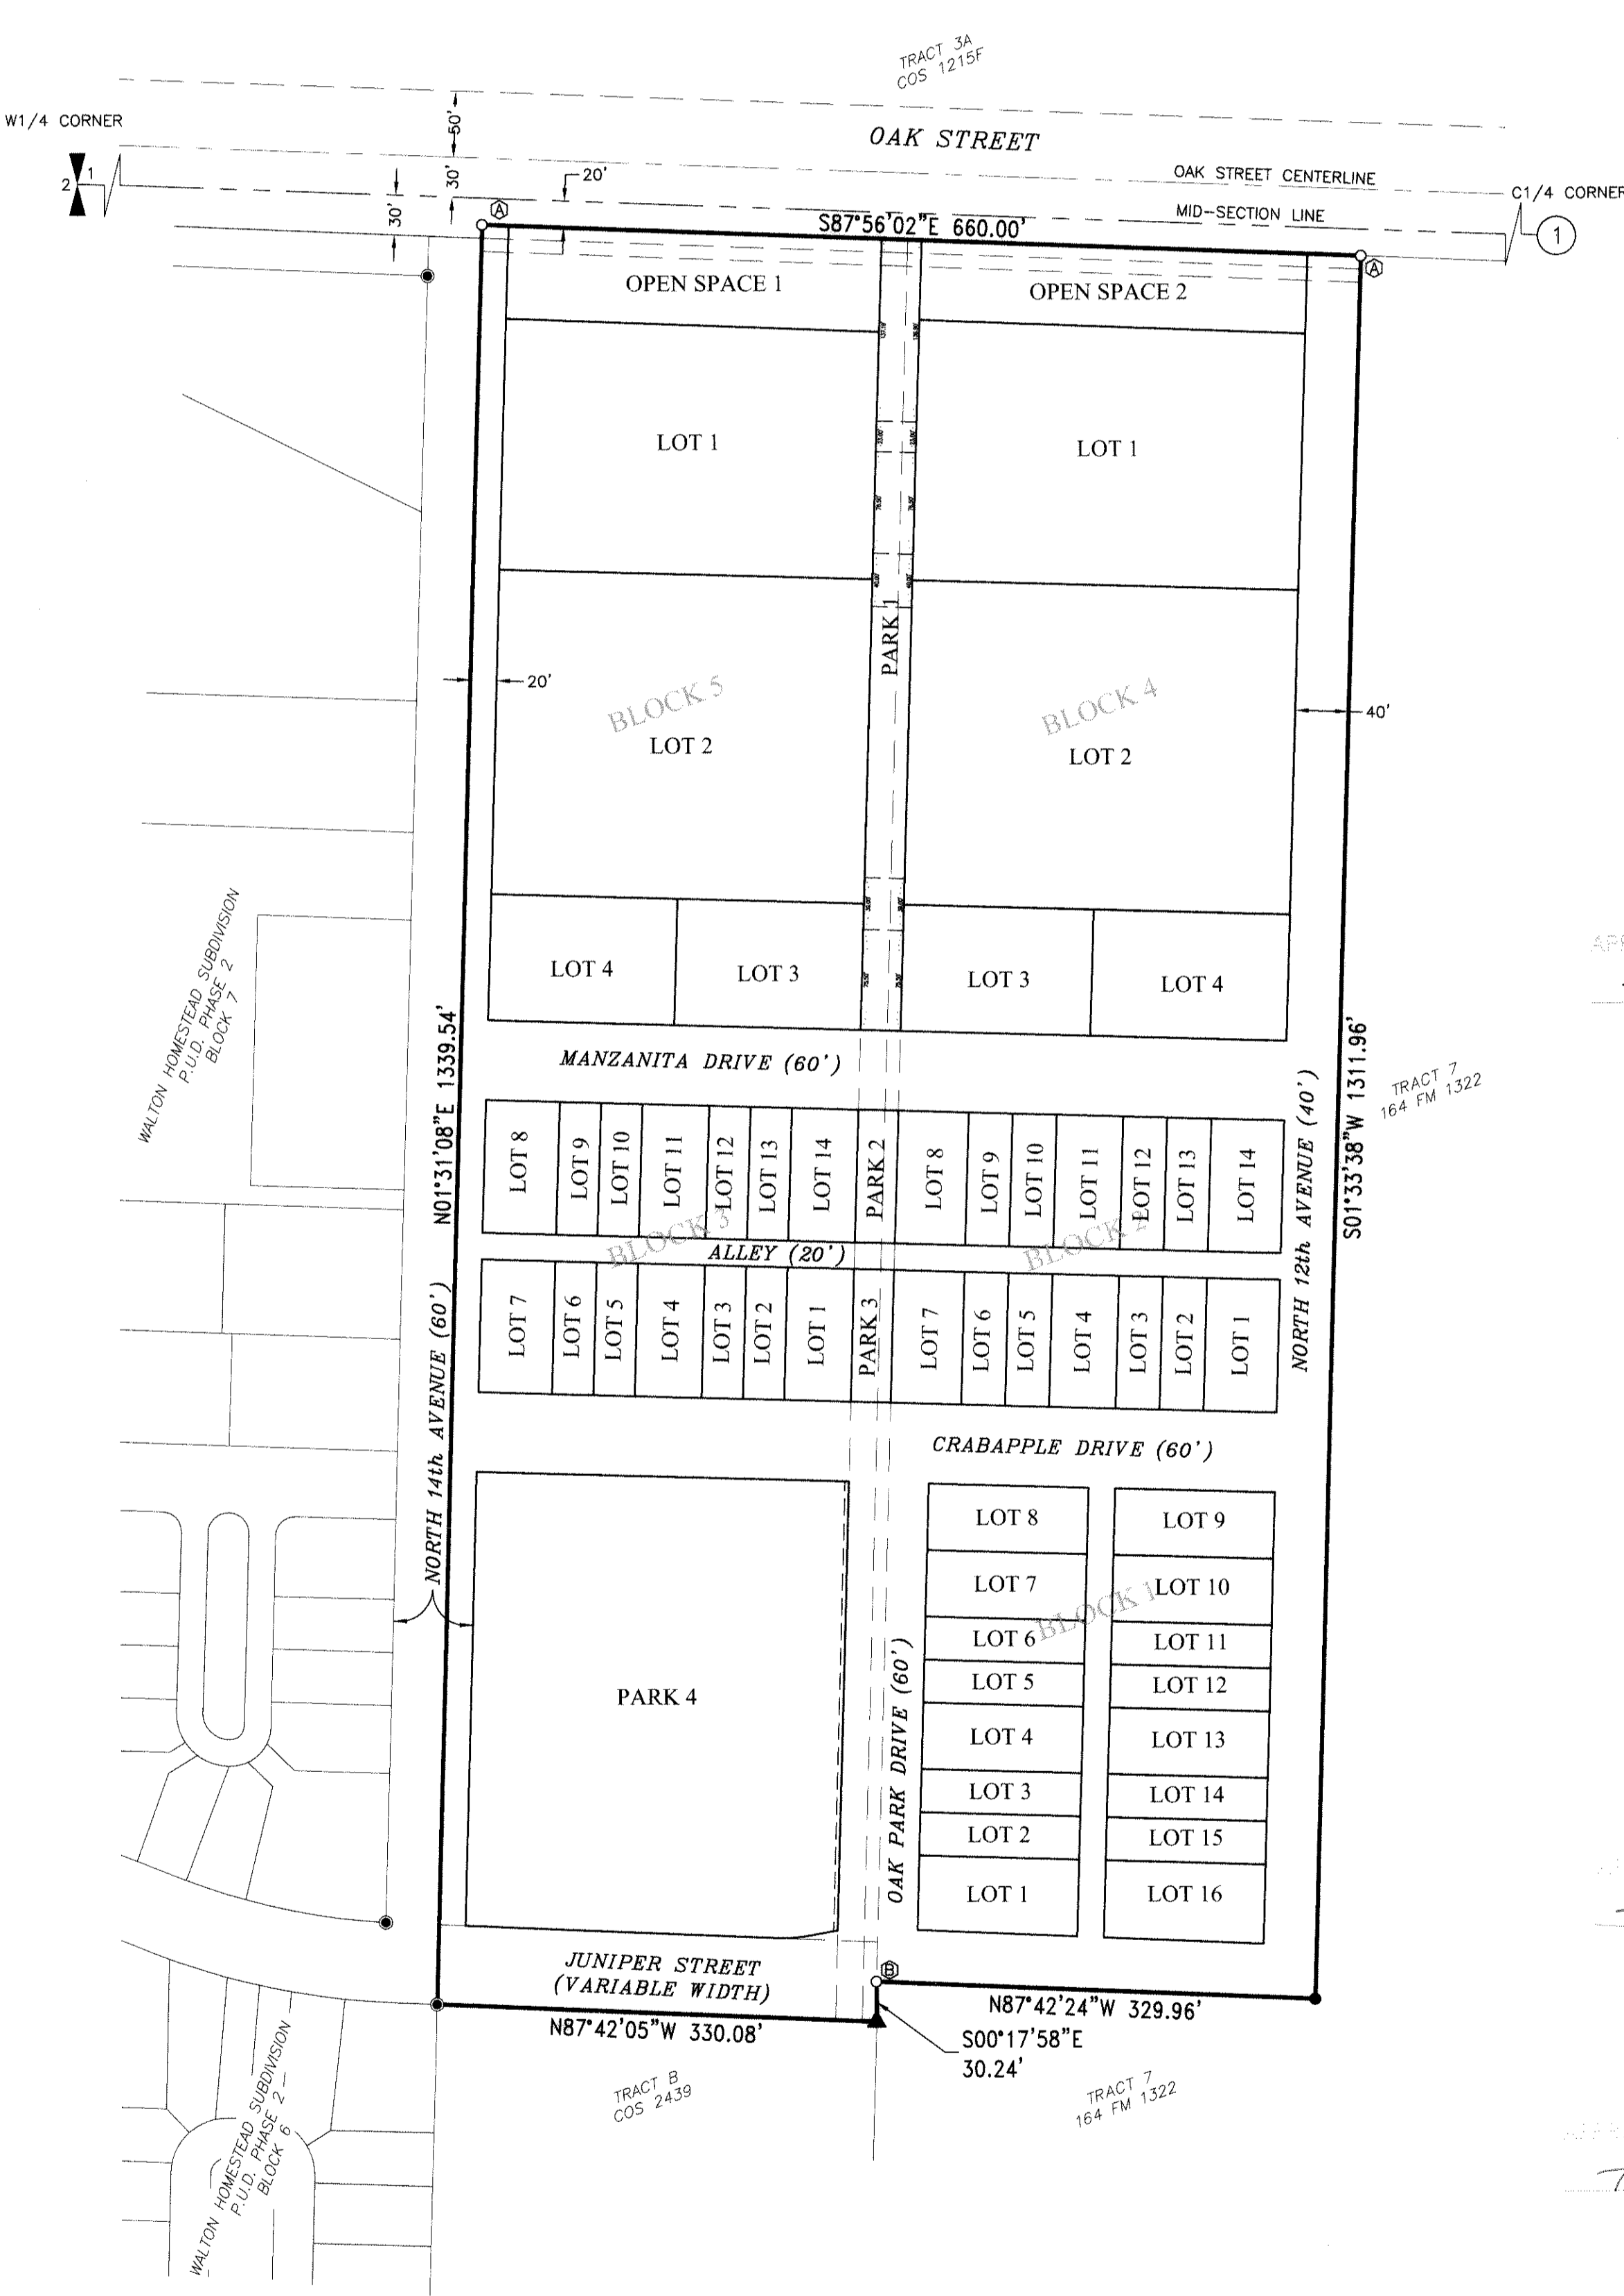 TRACT 3A
COS 1215F
W1/4 CORNER
50'
OAK STREET
2
1
30'
30'
20'
OAK STREET CENTERLINE
C1/4 CORNER
MID-SECTION LINE
1
A
S87°56'02"E 660.00'
A
OPEN SPACE 1
OPEN SPACE 2
LOT 1
LOT 1
PARK 1
20'
BLOCK 5
BLOCK 4
40'
LOT 2
LOT 2
WALTON HOMESTEAD SUBDIVISION
P.U.D. PHASE 2
BLOCK 7
LOT 4
LOT 3
LOT 3
LOT 4
N01°31'08"E 1339.54'
S01°33'38"W 1311.96'
MANZANITA DRIVE (60')
TRACT 7
164 FM 1322
LOT 8
LOT 9
LOT 10
LOT 11
LOT 12
LOT 13
LOT 14
PARK 2
LOT 8
LOT 9
LOT 10
LOT 11
LOT 12
LOT 13
LOT 14
NORTH 12th AVENUE (40')
BLOCK 3
ALLEY (20')
BLOCK 2
LOT 7
LOT 6
LOT 5
LOT 4
LOT 3
LOT 2
LOT 1
PARK 3
LOT 7
LOT 6
LOT 5
LOT 4
LOT 3
LOT 2
LOT 1
NORTH 14th AVENUE (60')
CRABAPPLE DRIVE (60')
LOT 8
LOT 9
LOT 7
LOT 10
BLOCK 1
LOT 6
LOT 11
LOT 5
LOT 12
PARK 4
OAK PARK DRIVE (60')
LOT 4
LOT 13
LOT 3
LOT 14
LOT 2
LOT 15
LOT 1
LOT 16
JUNIPER STREET
(VARIABLE WIDTH)
B
N87°42'24"W 329.96'
N87°42'05"W 330.08'
S00°17'58"E
30.24'
TRACT B
COS 2439
TRACT 7
164 FM 1322
WALTON HOMESTEAD SUBDIVISION
P.U.D. PHASE 2
BLOCK 6